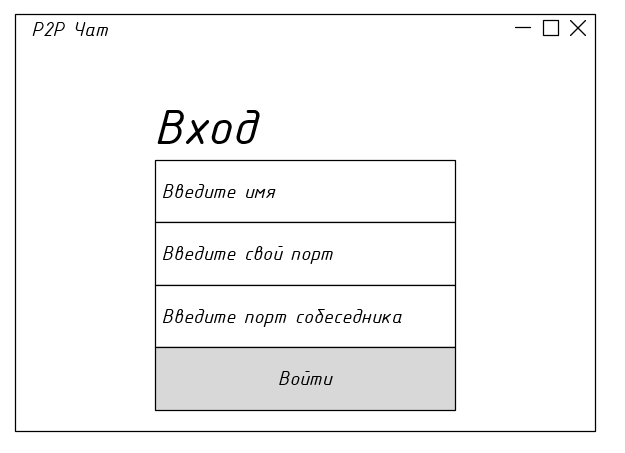 P2P Чат
Вход
Введите имя
Введите свой порт
Введите порт собеседника
Войти